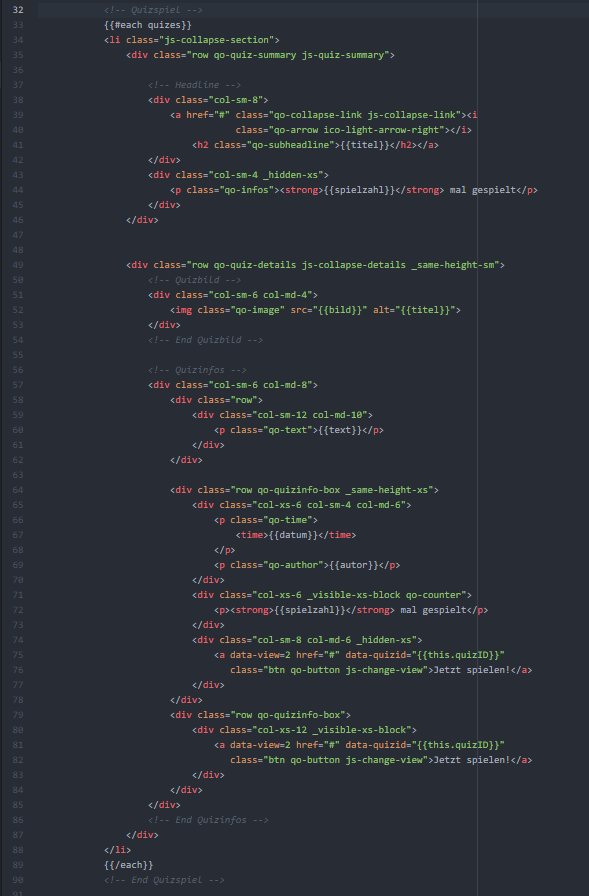 32 <!-- Quizspiel -->
33 {{#each quizes}}
34 <li class="js-collapse-section">
35 <div class="row qo-quiz-summary js-quiz-summary">
36
37 <!-- Headline -->
38 <div class="col-sm-8">
39 <a href="#" class="qo-collapse-link js-collapse-link"><i
40 class="qo-arrow ico-light-arrow-right"></i>
41 <h2 class="qo-subheadline">{{titel}}</h2></a>
42 </div>
43 <div class="col-sm-4 _hidden-xs">
44 <p class="qo-infos"><strong>{{spielzahl}}</strong> mal gespielt</p>
45 </div>
46 </div>
47
48
49 <div class="row qo-quiz-details js-collapse-details _same-height-sm">
50 <!-- Quizbild -->
51 <div class="col-sm-6 col-md-4">
52 <img class="qo-image" src="{{bild}}" alt="{{titel}}">
53 </div>
54 <!-- End Quizbild -->
55
56 <!-- Quizinfos -->
57 <div class="col-sm-6 col-md-8">
58 <div class="row">
59 <div class="col-sm-12 col-md-10">
60 <p class="qo-text">{{text}}</p>
61 </div>
62 </div>
63
64 <div class="row qo-quizinfo-box _same-height-xs">
65 <div class="col-xs-6 col-sm-4 col-md-6">
66 <p class="qo-time">
67 <time>{{datum}}</time>
68 </p>
69 <p class="qo-author">{{autor}}</p>
70 </div>
71 <div class="col-xs-6 _visible-xs-block qo-counter">
72 <p><strong>{{spielzahl}}</strong> mal gespielt</p>
73 </div>
74 <div class="col-sm-8 col-md-6 _hidden-xs">
75 <a data-view=2 href="#" data-quizid="{{this.quizID}}"
76 class="btn qo-button js-change-view">Jetzt spielen!</a>
77 </div>
78 </div>
79 <div class="row qo-quizinfo-box">
80 <div class="col-xs-12 _visible-xs-block">
81 <a data-view=2 href="#" data-quizid="{{this.quizID}}"
82 class="btn qo-button js-change-view">Jetzt spielen!</a>
83 </div>
84 </div>
85 </div>
86 <!-- End Quizinfos -->
87 </div>
88 </li>
89 {{/each}}
90 <!-- End Quizspiel -->
91